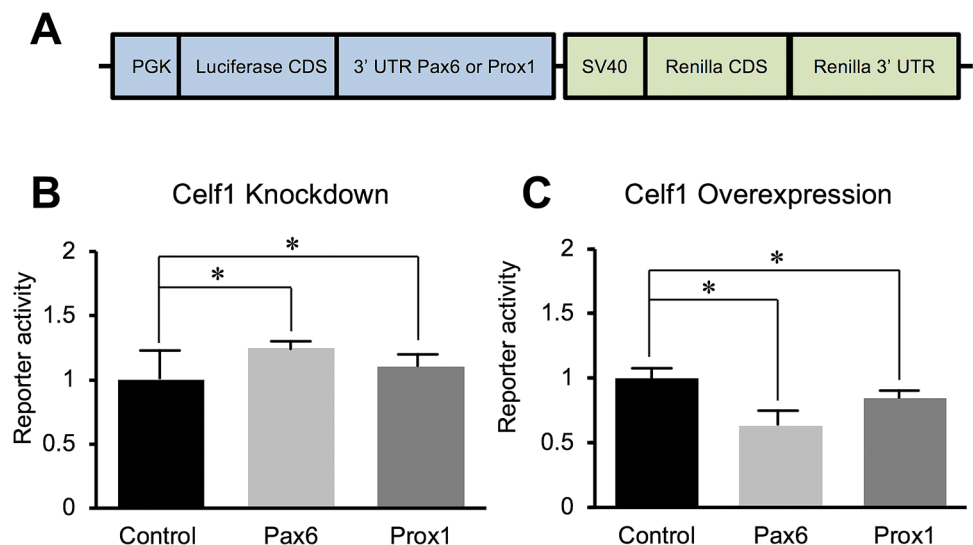 A
PGK Luciferase CDS 3’ UTR Pax6 or Prox1 SV40 Renilla CDS Renilla 3’ UTR
B
Celf1 Knockdown
Reporter activity
2
1.5
1
0.5
0
*
*
Control Pax6 Prox1
C
Celf1 Overexpression
Reporter activity
2
1.5
1
0.5
0
*
*
Control Pax6 Prox1